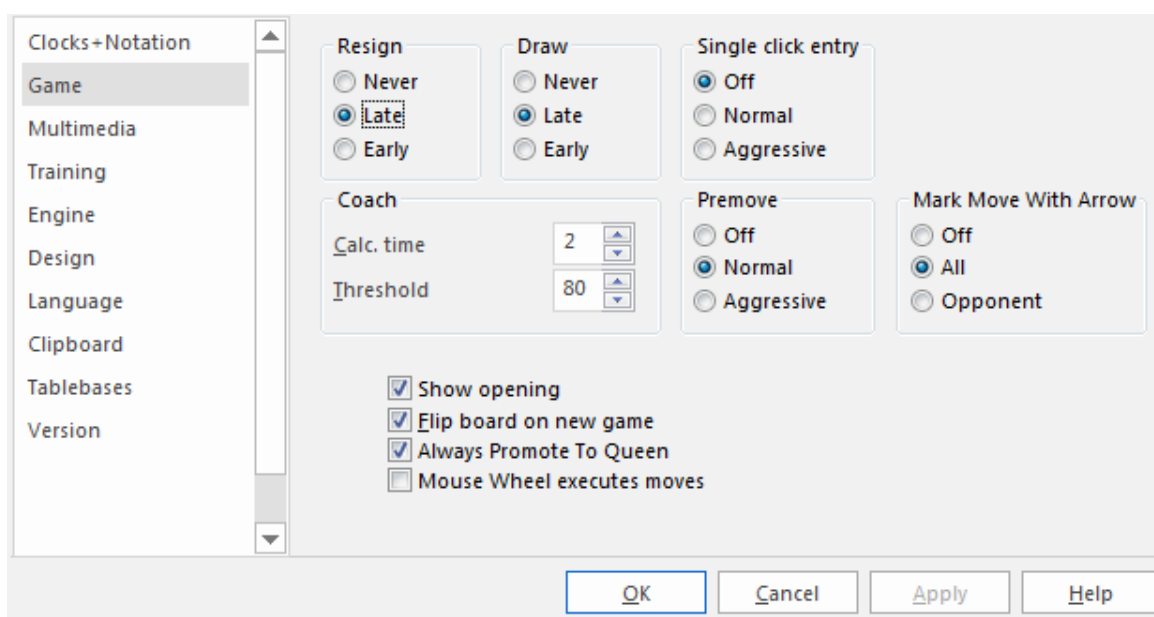 Clocks+Notation
Game
Multimedia
Training
Engine
Design
Language
Clipboard
Tablebases
Version
Resign
Never
Late
Early
Draw
Never
Late
Early
Single click entry
Off
Normal
Aggressive
Coach
Calc. time 2
Threshold 80
Premove
Off
Normal
Aggressive
Mark Move With Arrow
Off
All
Opponent
Show opening
Flip board on new game
Always Promote To Queen
Mouse Wheel executes moves
OK Cancel Apply Help